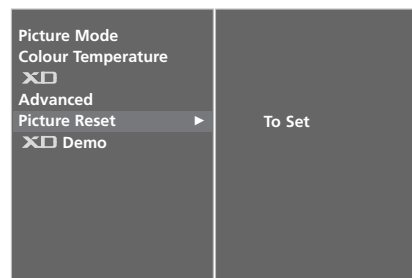 Picture Mode
Colour Temperature
XD
Advanced
Picture Reset ►
To Set
XD Demo